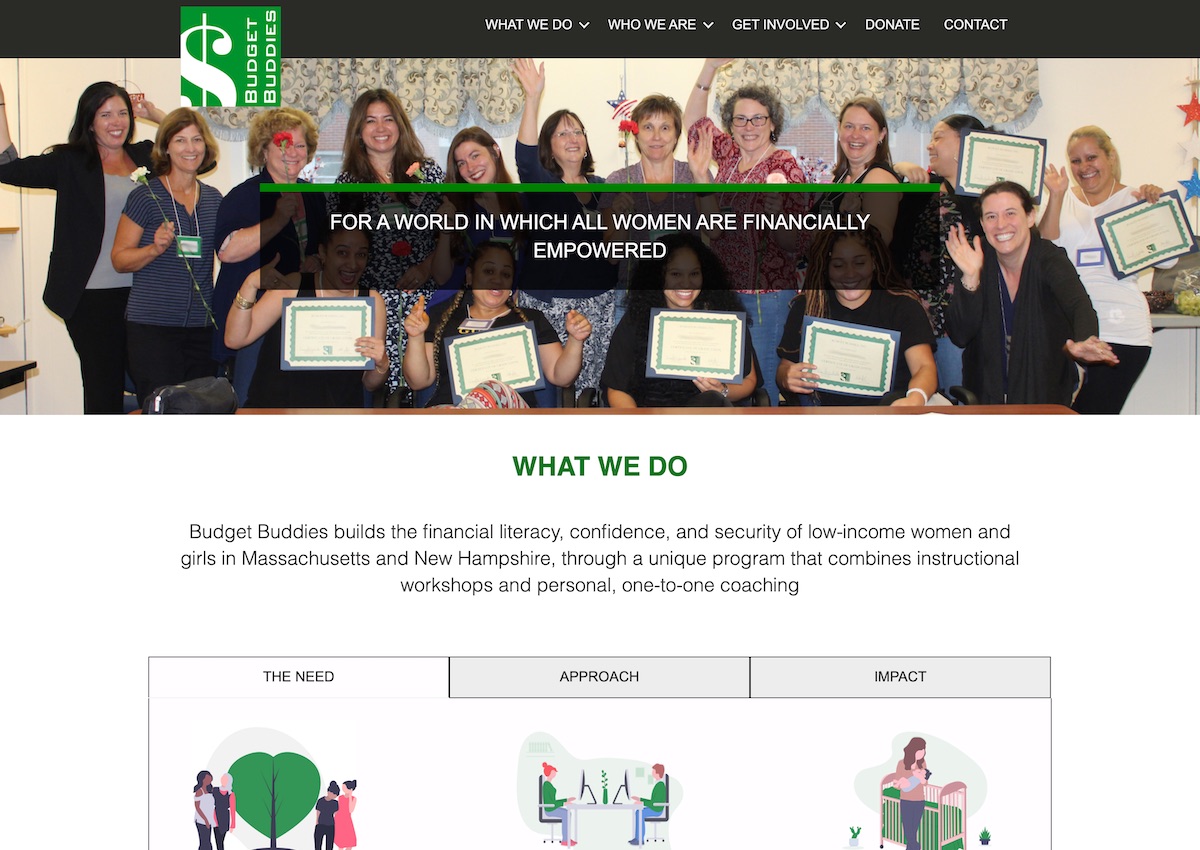 BUDGET
BUDDIES
WHAT WE DO
WHO WE ARE
GET INVOLVED
DONATE
CONTACT
FOR A WORLD IN WHICH ALL WOMEN ARE FINANCIALLY
EMPOWERED
WHAT WE DO
Budget Buddies builds the financial literacy, confidence, and security of low-income women and
girls in Massachusetts and New Hampshire, through a unique program that combines instructional
workshops and personal, one-to-one coaching
THE NEED
APPROACH
IMPACT